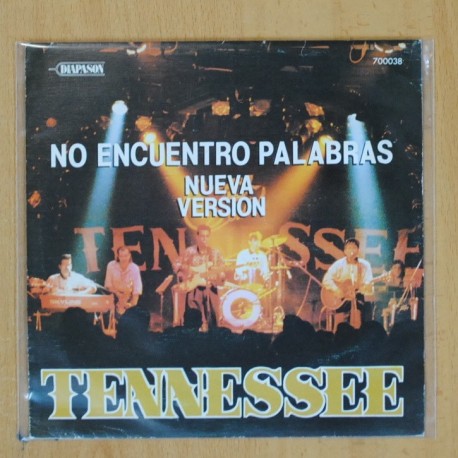 DIAPASON
700038
NO ENCUENTRO PALABRAS
NUEVA
VERSION
TENNESSEE
TENNESSEE